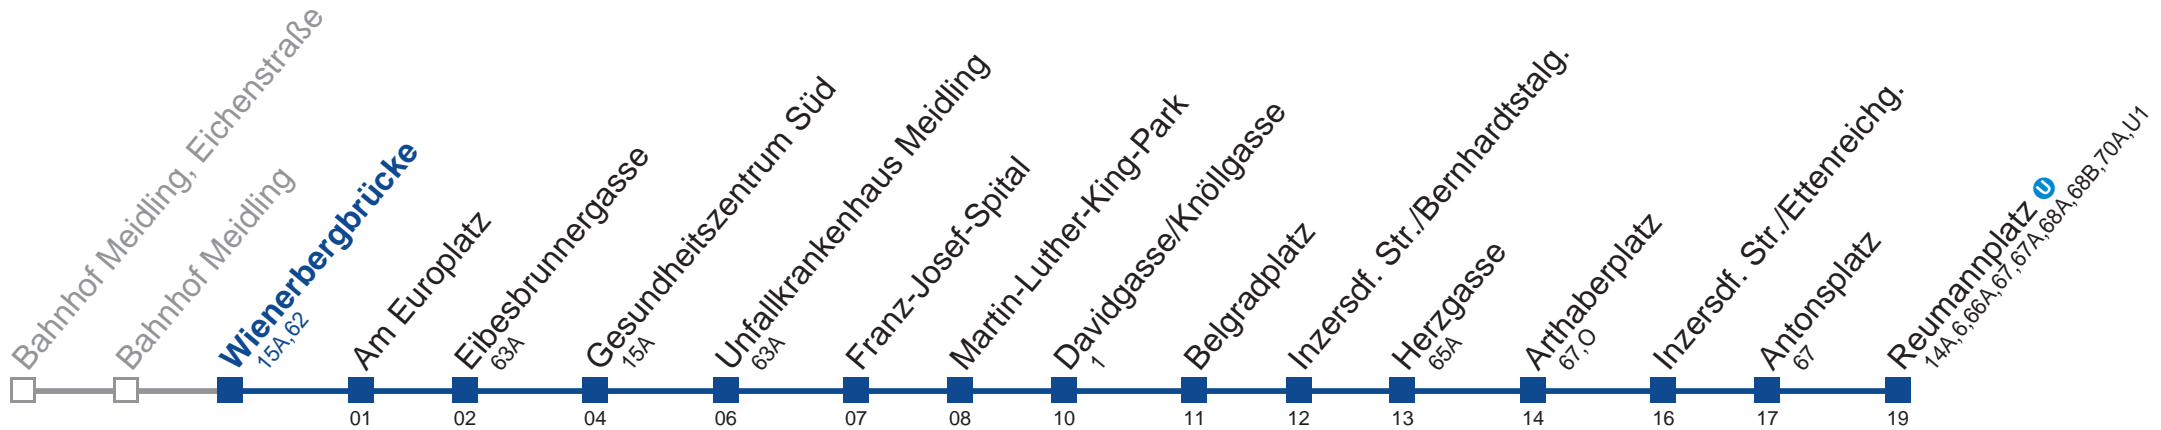 Bahnhof Meidling, Eichenstraße
Bahnhof Meidling
Wienerbergbrücke
15A,62
Am Europlatz
01
Eibesbrunnergasse
63A
02
Gesundheitszentrum Süd
15A
04
Unfallkrankenhaus Meidling
63A
06
Franz-Josef-Spital
07
Martin-Luther-King-Park
08
Davidgasse/Knöllgasse
1
10
Belgradplatz
11
Inzersdf. Str./Bernhardtstalg.
12
Herzgasse
65A
13
Arthaberplatz
67,O
14
Inzersdf. Str./Ettenreichg.
16
Antonsplatz
67
17
Reumannplatz U
14A,6,66A,67,67A,68A,68B,70A,U1
19